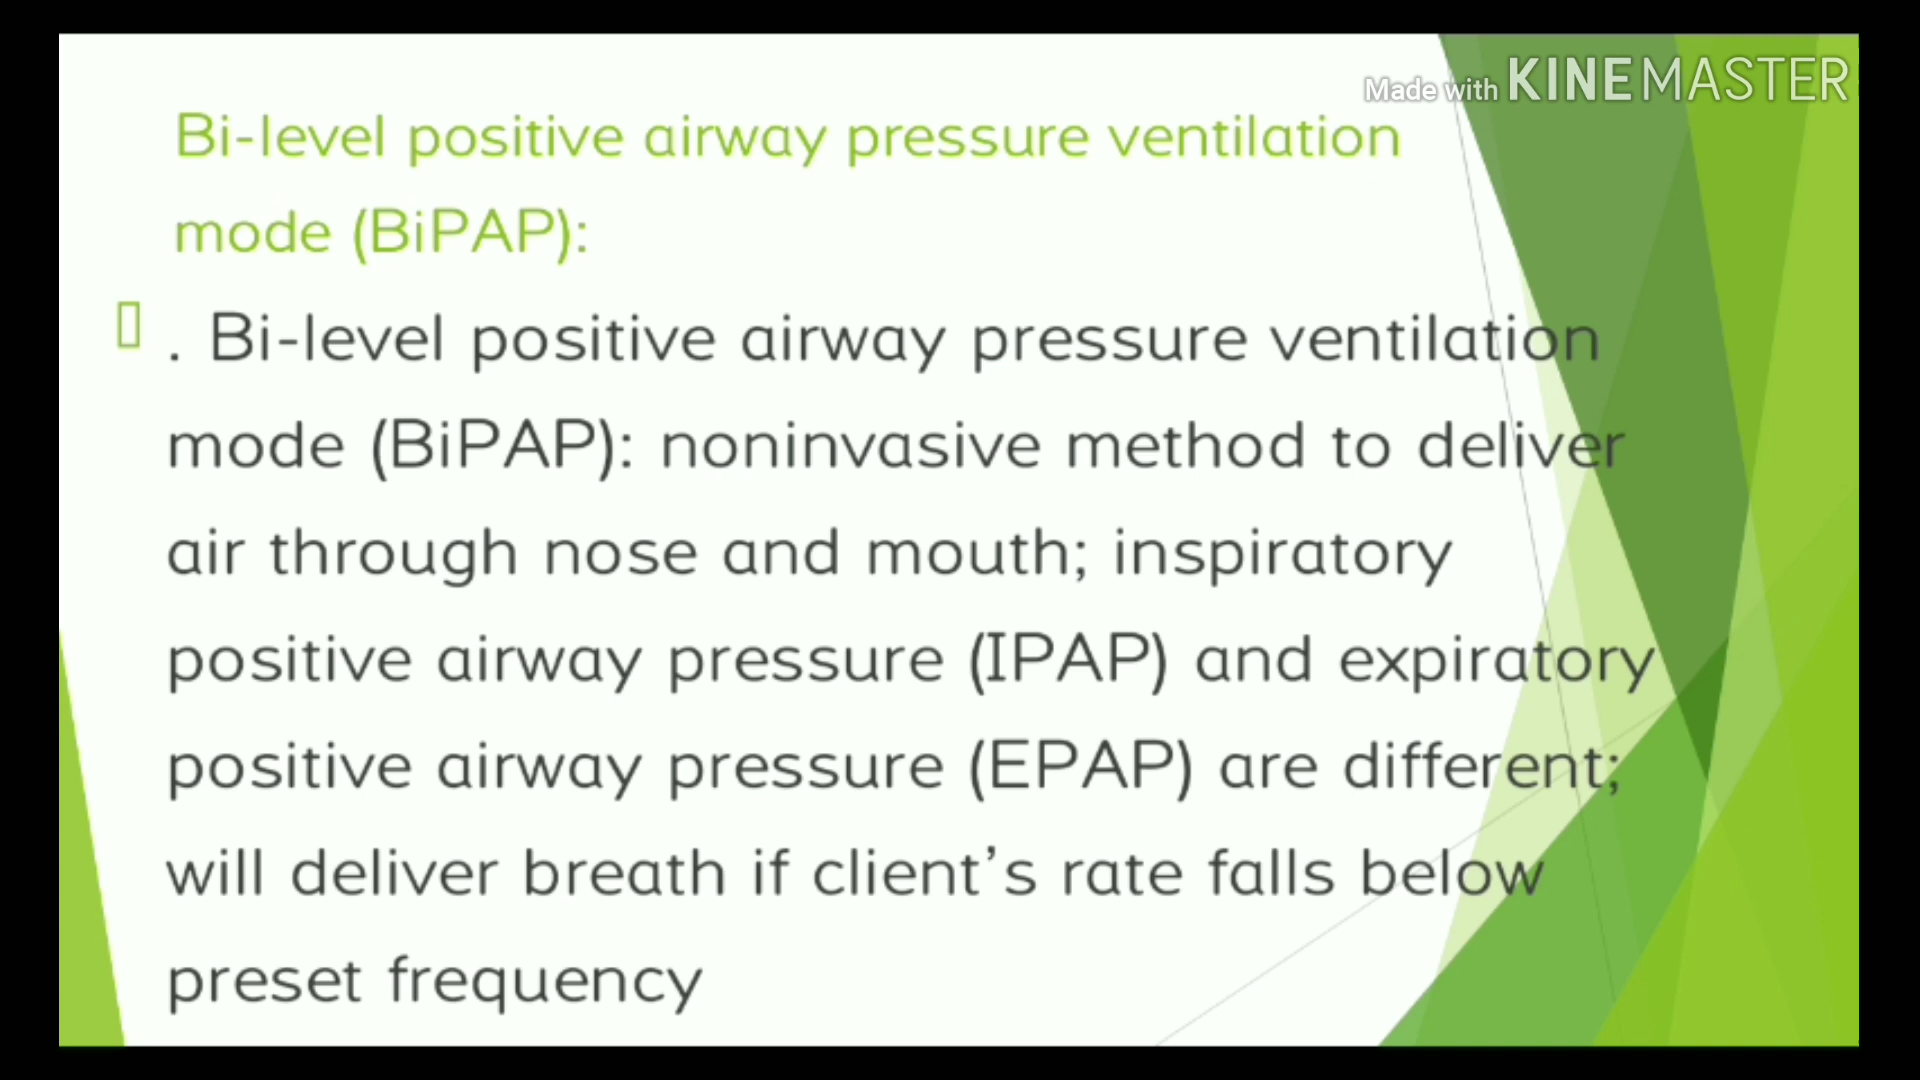 Made with KINEMASTER
Bi-level positive airway pressure ventilation
mode (BiPAP):
. Bi-level positive airway pressure ventilation
mode (BiPAP): noninvasive method to deliver
air through nose and mouth; inspiratory
positive airway pressure (IPAP) and expiratory
positive airway pressure (EPAP) are different;
will deliver breath if client’s rate falls below
preset frequency